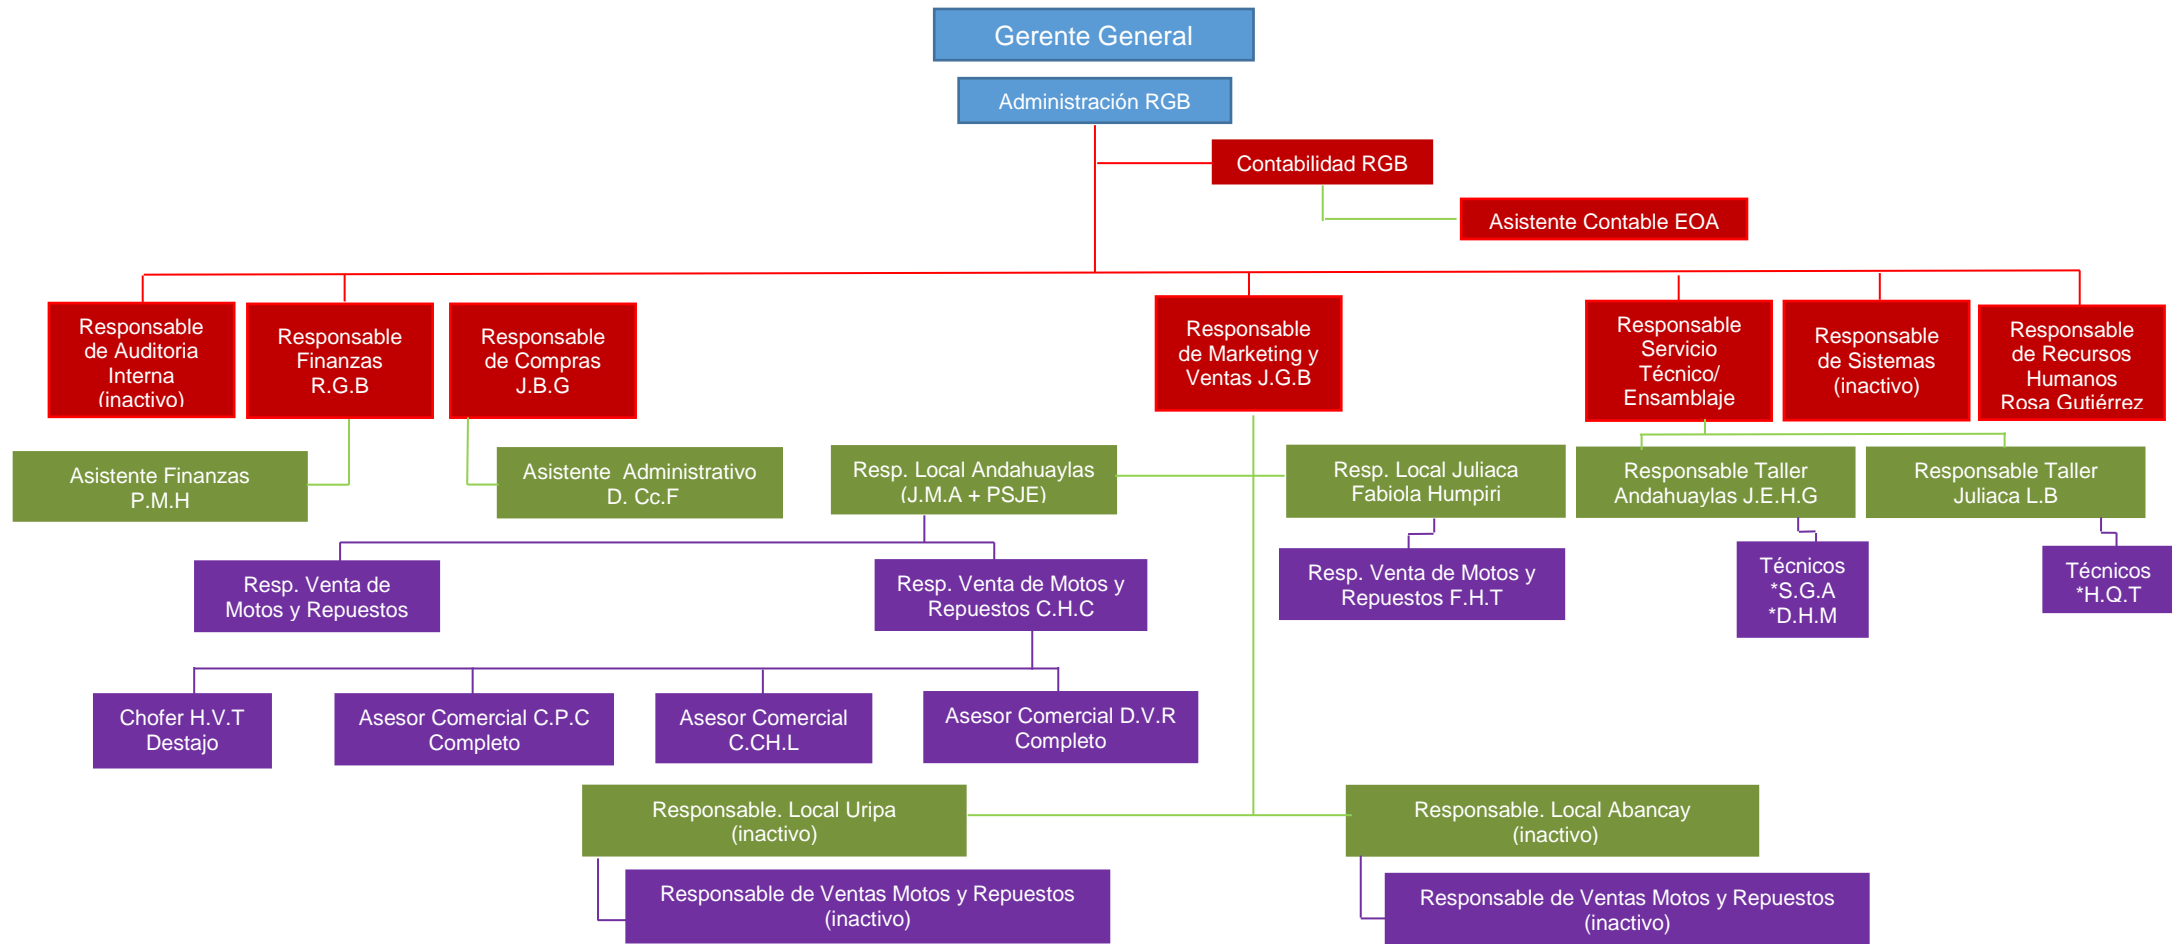 Gerente General
Administración RGB
Contabilidad RGB
Asistente Contable EOA
Responsable
de Auditoria
Interna
(inactivo)
Responsable
Finanzas
R.G.B
Responsable
de Compras
J.B.G
Responsable
de Marketing y
Ventas J.G.B
Responsable
Servicio
Técnico/
Ensamblaje
Responsable
de Sistemas
(inactivo)
Responsable
de Recursos
Humanos
Rosa Gutiérrez
Asistente Finanzas
P.M.H
Asistente  Administrativo
D. Cc.F
Resp. Local Andahuaylas
(J.M.A + PSJE)
Resp. Local Juliaca
Fabiola Humpiri
Responsable Taller
Andahuaylas J.E.H.G
Responsable Taller
Juliaca L.B
Resp. Venta de
Motos y Repuestos
Resp. Venta de Motos y
Repuestos C.H.C
Resp. Venta de Motos y
Repuestos F.H.T
Técnicos
*S.G.A
*D.H.M
Técnicos
*H.Q.T
Chofer H.V.T
Destajo
Asesor Comercial C.P.C
Completo
Asesor Comercial
C.CH.L
Asesor Comercial D.V.R
Completo
Responsable. Local Uripa
(inactivo)
Responsable. Local Abancay
(inactivo)
Responsable de Ventas Motos y Repuestos
(inactivo)
Responsable de Ventas Motos y Repuestos
(inactivo)